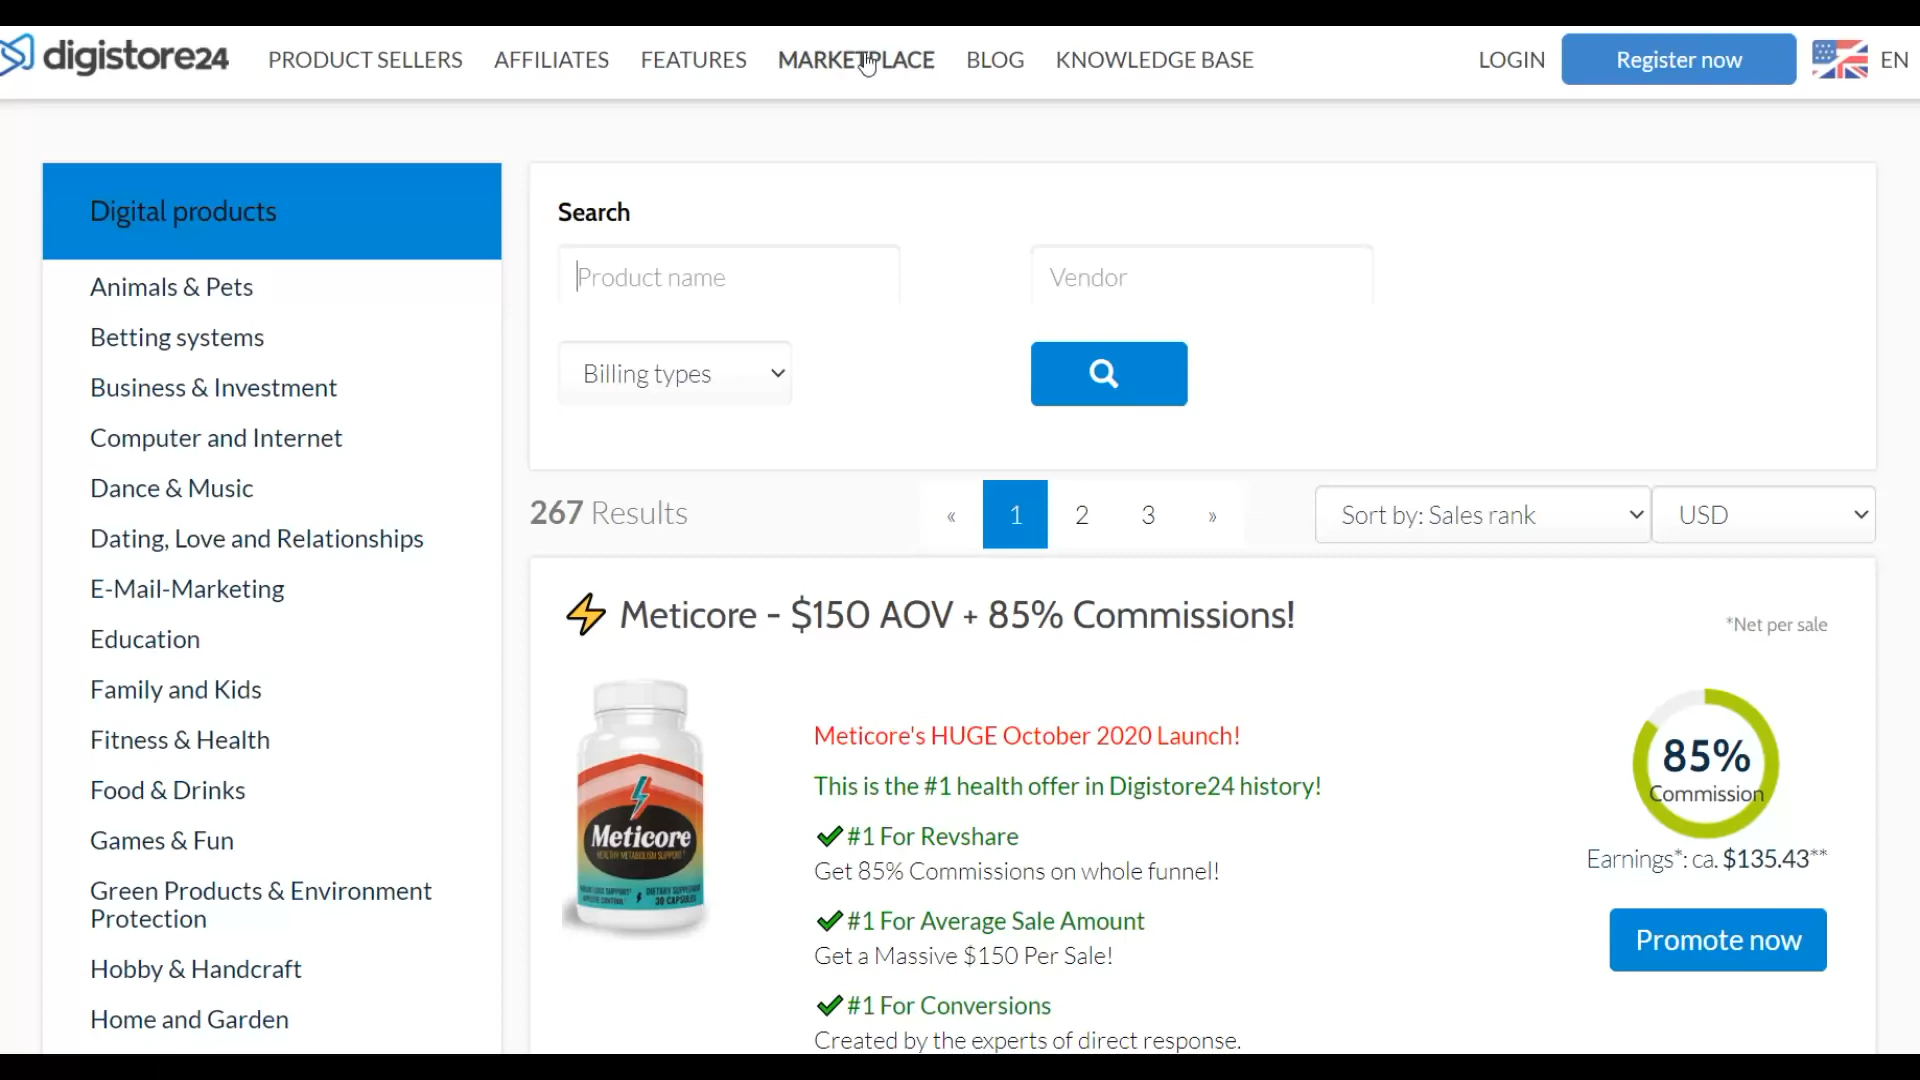 digistore24 PRODUCT SELLERS AFFILIATES FEATURES MARKETPLACE BLOG KNOWLEDGE BASE LOGIN Register now EN
Digital products
Animals & Pets
Betting systems
Business & Investment
Computer and Internet
Dance & Music
Dating, Love and Relationships
E-Mail-Marketing
Education
Family and Kids
Fitness & Health
Food & Drinks
Games & Fun
Green Products & Environment
Protection
Hobby & Handcraft
Home and Garden
Search
Product name Vendor
Billing types
267 Results « 1 2 3 » Sort by: Sales rank USD
Meticore - $150 AOV + 85% Commissions!
*Net per sale
Meticore
HEALTHY METABOLISM SUPPORT
DIETARY SUPPLEMENT
30 CAPSULES
Meticore's HUGE October 2020 Launch!
This is the #1 health offer in Digistore24 history!
#1 For Revshare
Get 85% Commissions on whole funnel!
#1 For Average Sale Amount
Get a Massive $150 Per Sale!
#1 For Conversions
Created by the experts of direct response.
85%
Commission
Earnings*: ca. $135.43**
Promote now